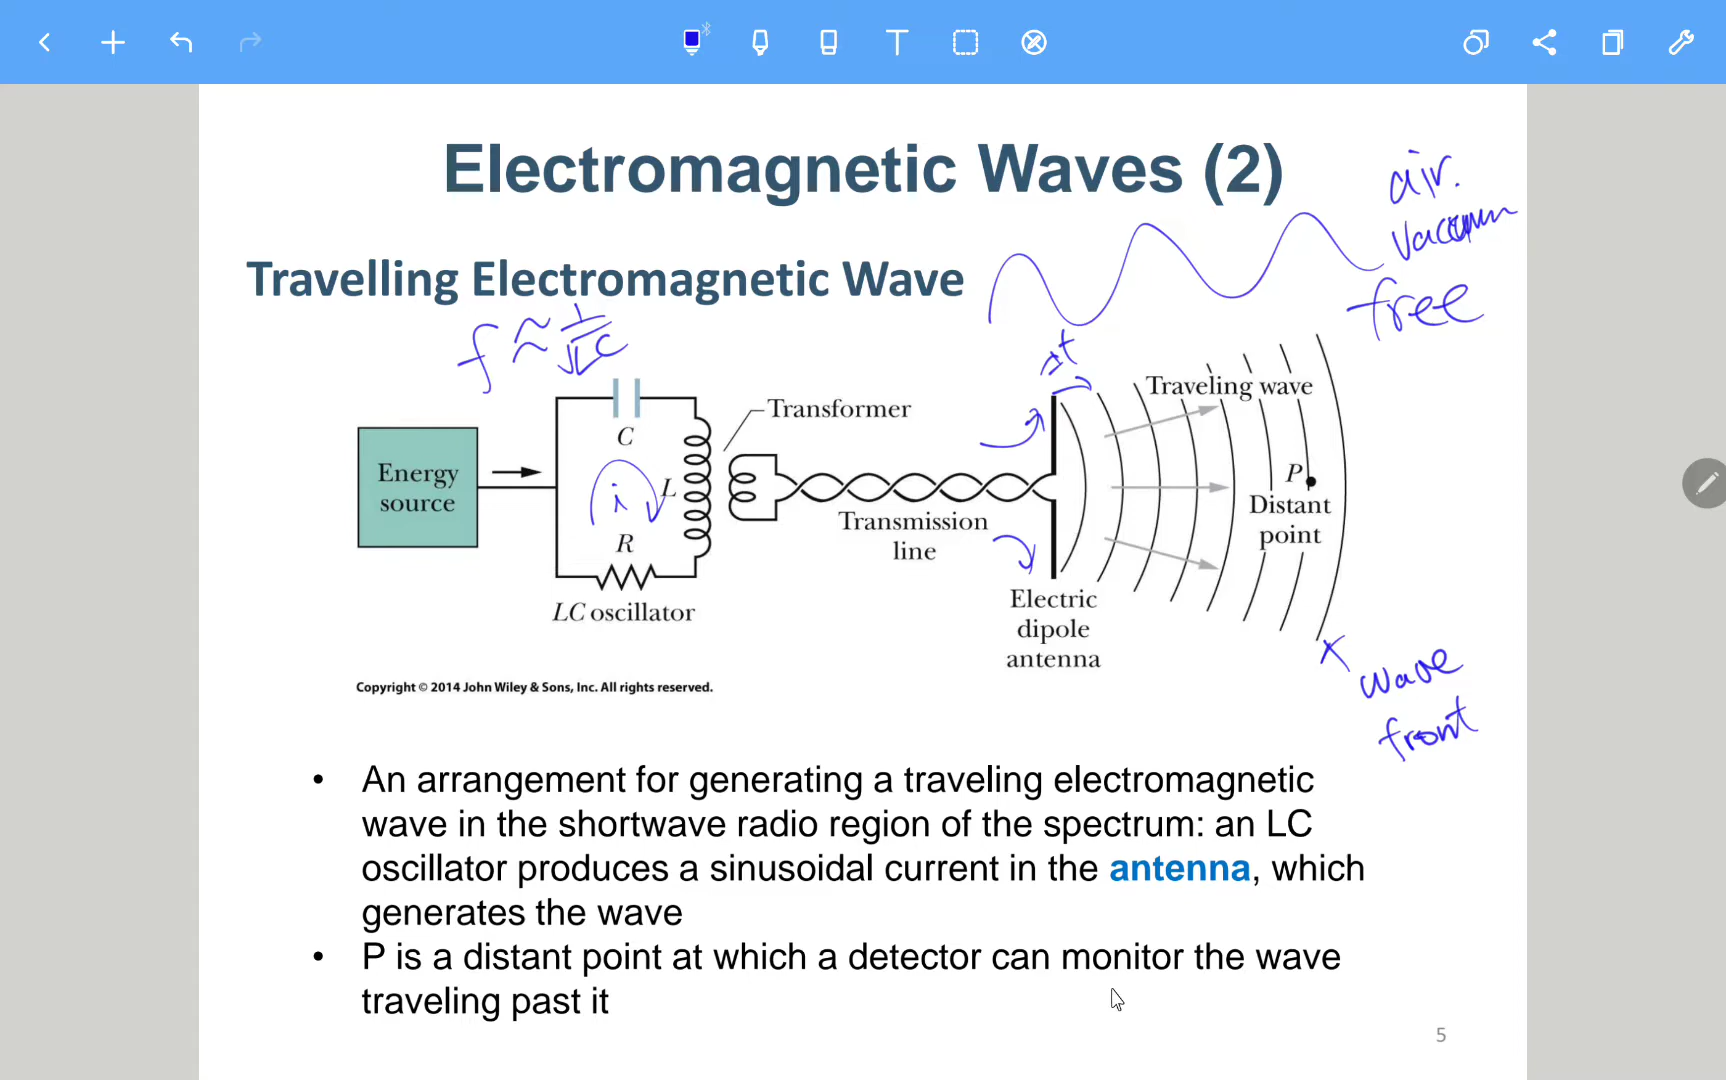 Electromagnetic Waves (2)
air.
vacuum
Travelling Electromagnetic Wave
free
f ≈ 1/√LC
Traveling wave
Transformer
C
Energy
source
i
L
P
Distant
point
R
Transmission
line
LC oscillator
Electric
dipole
antenna
wave
front
Copyright © 2014 John Wiley & Sons, Inc. All rights reserved.
• An arrangement for generating a traveling electromagnetic
wave in the shortwave radio region of the spectrum: an LC
oscillator produces a sinusoidal current in the antenna, which
generates the wave
• P is a distant point at which a detector can monitor the wave
traveling past it
5